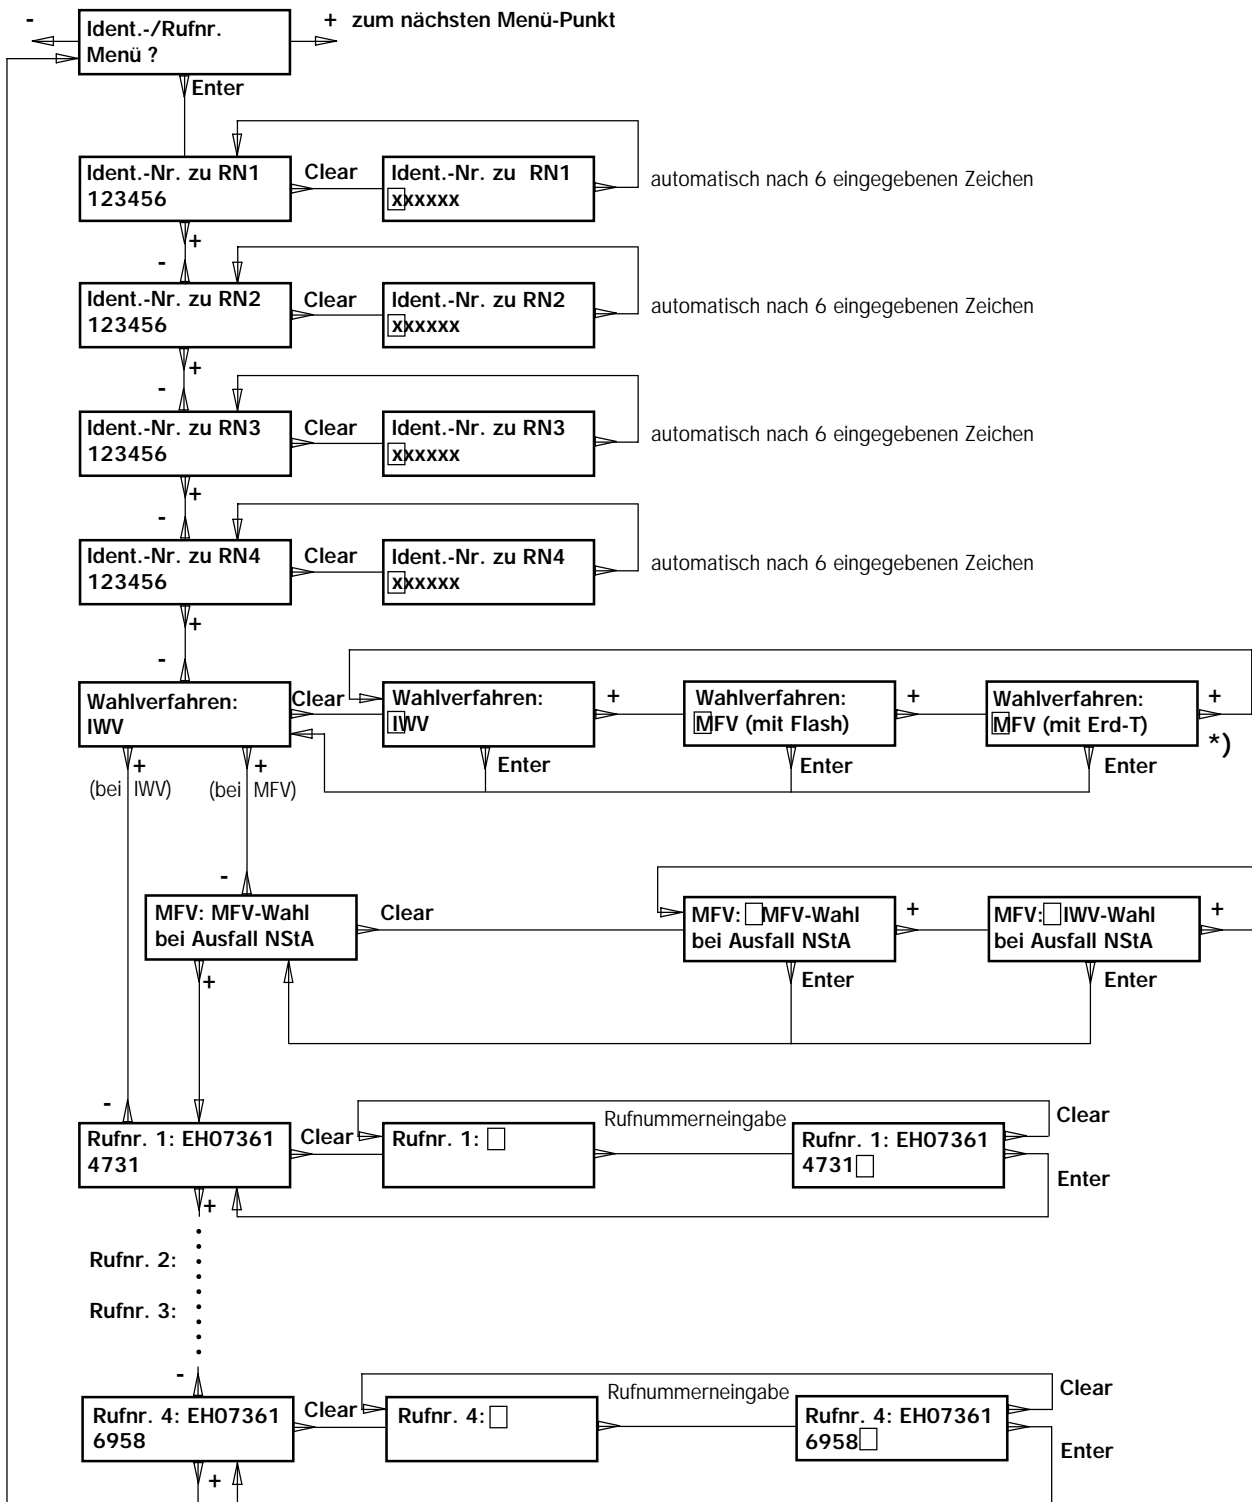 -
Ident.-/Rufnr.
Menü ?
+ zum nächsten Menü-Punkt
Enter
Ident.-Nr. zu RN1
123456
Clear
Ident.-Nr. zu RN1
xxxxxx
automatisch nach 6 eingegebenen Zeichen
+
-
Ident.-Nr. zu RN2
123456
Clear
Ident.-Nr. zu RN2
xxxxxx
automatisch nach 6 eingegebenen Zeichen
+
-
Ident.-Nr. zu RN3
123456
Clear
Ident.-Nr. zu RN3
xxxxxx
automatisch nach 6 eingegebenen Zeichen
+
-
Ident.-Nr. zu RN4
123456
Clear
Ident.-Nr. zu RN4
xxxxxx
automatisch nach 6 eingegebenen Zeichen
+
-
Wahlverfahren:
IWV
Clear
Wahlverfahren:
IWV
+
Wahlverfahren:
MFV (mit Flash)
+
Wahlverfahren:
MFV (mit Erd-T)
+
*)
Enter
Enter
Enter
+
(bei IWV)
+
(bei MFV)
-
MFV: MFV-Wahl
bei Ausfall NStA
Clear
MFV: MFV-Wahl
bei Ausfall NStA
+
MFV: IWV-Wahl
bei Ausfall NStA
+
Enter
Enter
+
-
Rufnr. 1: EH07361
4731
Clear
Rufnr. 1:
Rufnummerneingabe
Rufnr. 1: EH07361
4731
Clear
Enter
+
Rufnr. 2:
Rufnr. 3:
-
Rufnr. 4: EH07361
6958
Clear
Rufnr. 4:
Rufnummerneingabe
Rufnr. 4: EH07361
6958
Clear
Enter
+